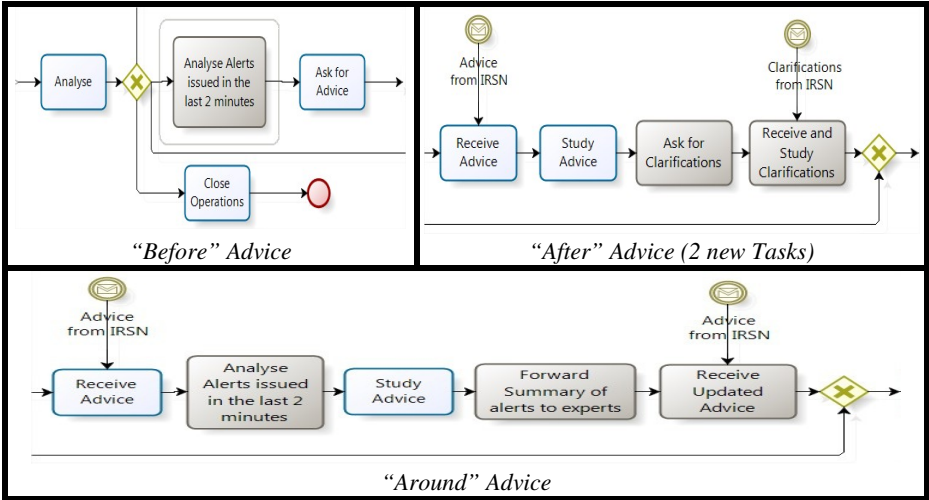 Analyse
Analyse Alerts
issued in the
last 2 minutes
Ask for
Advice
Close
Operations
“Before” Advice
Advice
from IRSN
Clarifications
from IRSN
Receive
Advice
Study
Advice
Ask for
Clarifications
Receive and
Study
Clarifications
“After” Advice (2 new Tasks)
Advice
from IRSN
Advice
from IRSN
Receive
Advice
Analyse
Alerts issued
in the last 2
minutes
Study
Advice
Forward
Summary of
alerts to experts
Receive
Updated
Advice
“Around” Advice